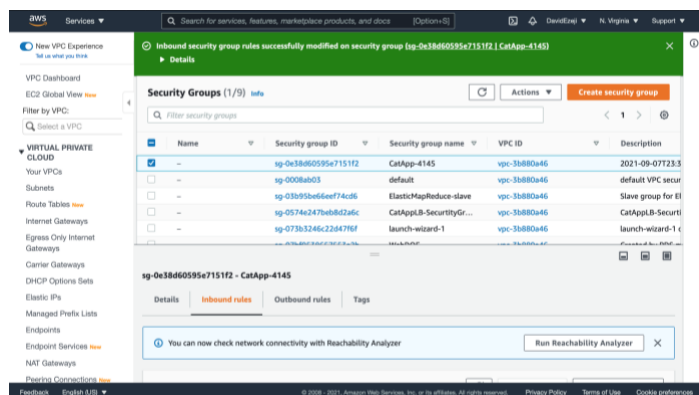 aws Services ▼ Search for services, features, marketplace products, and docs [Option+S] DavidEzeji ▼ N. Virginia ▼ Support ▼
New VPC Experience
Tell us what you think
Inbound security group rules successfully modified on security group (sg-0e38d60595e7151f2 | CatApp-4145)
▶ Details
VPC Dashboard
EC2 Global View New
Filter by VPC:
Select a VPC
VIRTUAL PRIVATE CLOUD
Your VPCs
Subnets
Route Tables New
Internet Gateways
Egress Only Internet Gateways
Carrier Gateways
DHCP Options Sets
Elastic IPs
Managed Prefix Lists
Endpoints
Endpoint Services New
NAT Gateways
Peering Connections New
Security Groups (1/9) Info
Actions ▼ Create security group
Filter security groups
1
Name Security group ID Security group name VPC ID Description
– sg-0e38d60595e7151f2 CatApp-4145 vpc-3b880a46 2021-09-07T23:3
– sg-0008ab03 default vpc-3b880a46 default VPC secur
– sg-03b95be66eef74cd6 ElasticMapReduce-slave vpc-3b880a46 Slave group for El
– sg-0574e247beb8d2a6c CatAppLB-SecurtityGr... vpc-3b880a46 CatAppLB-Securti
– sg-073b3246c22d47f6f launch-wizard-1 vpc-3b880a46 launch-wizard-1 c
sg-0e38d60595e7151f2 - CatApp-4145
Details Inbound rules Outbound rules Tags
You can now check network connectivity with Reachability Analyzer Run Reachability Analyzer
Feedback English (US) ▼ © 2008 - 2021, Amazon Web Services, Inc. or its affiliates. All rights reserved. Privacy Policy Terms of Use Cookie preferences